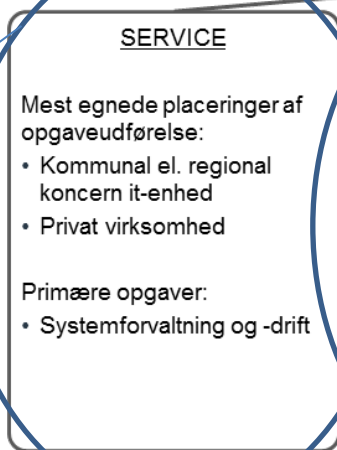 SERVICE
Mest egnede placeringer af
opgaveudførelse:
• Kommunal el. regional
koncern it-enhed
• Privat virksomhed
Primære opgaver:
• Systemforvaltning og -drift